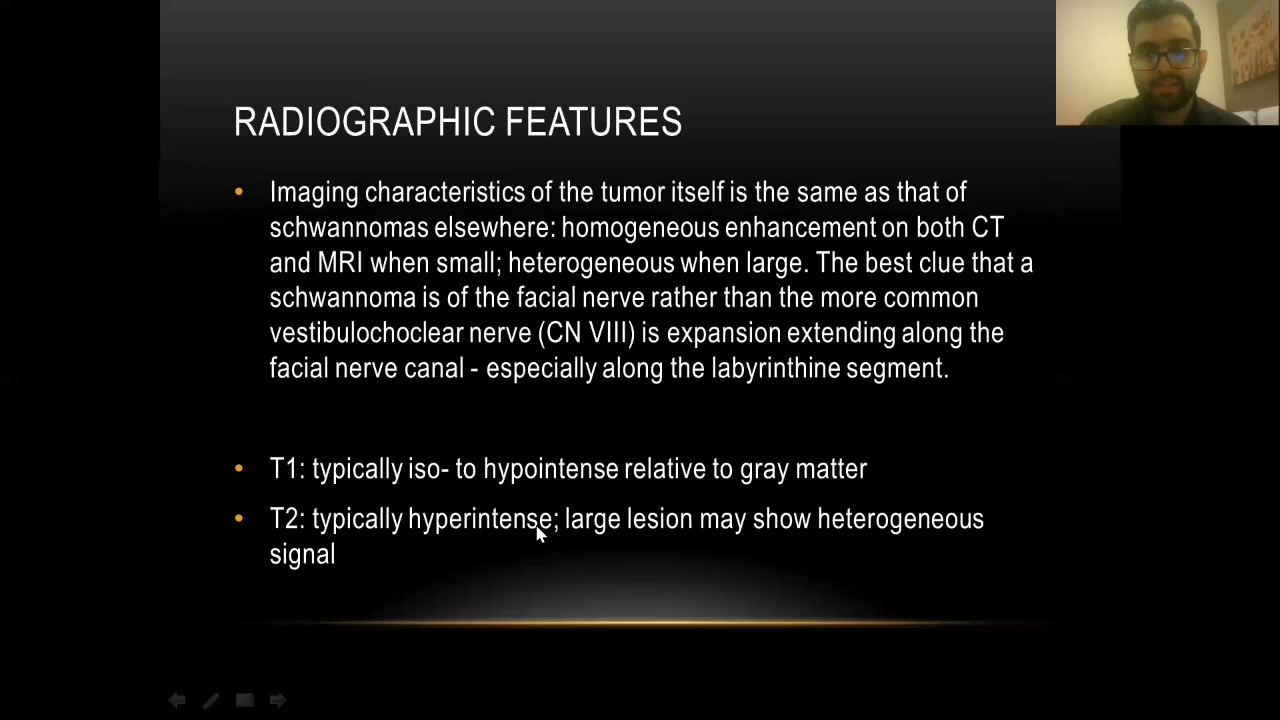 RADIOGRAPHIC FEATURES
• Imaging characteristics of the tumor itself is the same as that of
schwannomas elsewhere: homogeneous enhancement on both CT
and MRI when small; heterogeneous when large. The best clue that a
schwannoma is of the facial nerve rather than the more common
vestibulochoclear nerve (CN VIII) is expansion extending along the
facial nerve canal - especially along the labyrinthine segment.
• T1: typically iso- to hypointense relative to gray matter
• T2: typically hyperintense; large lesion may show heterogeneous
signal